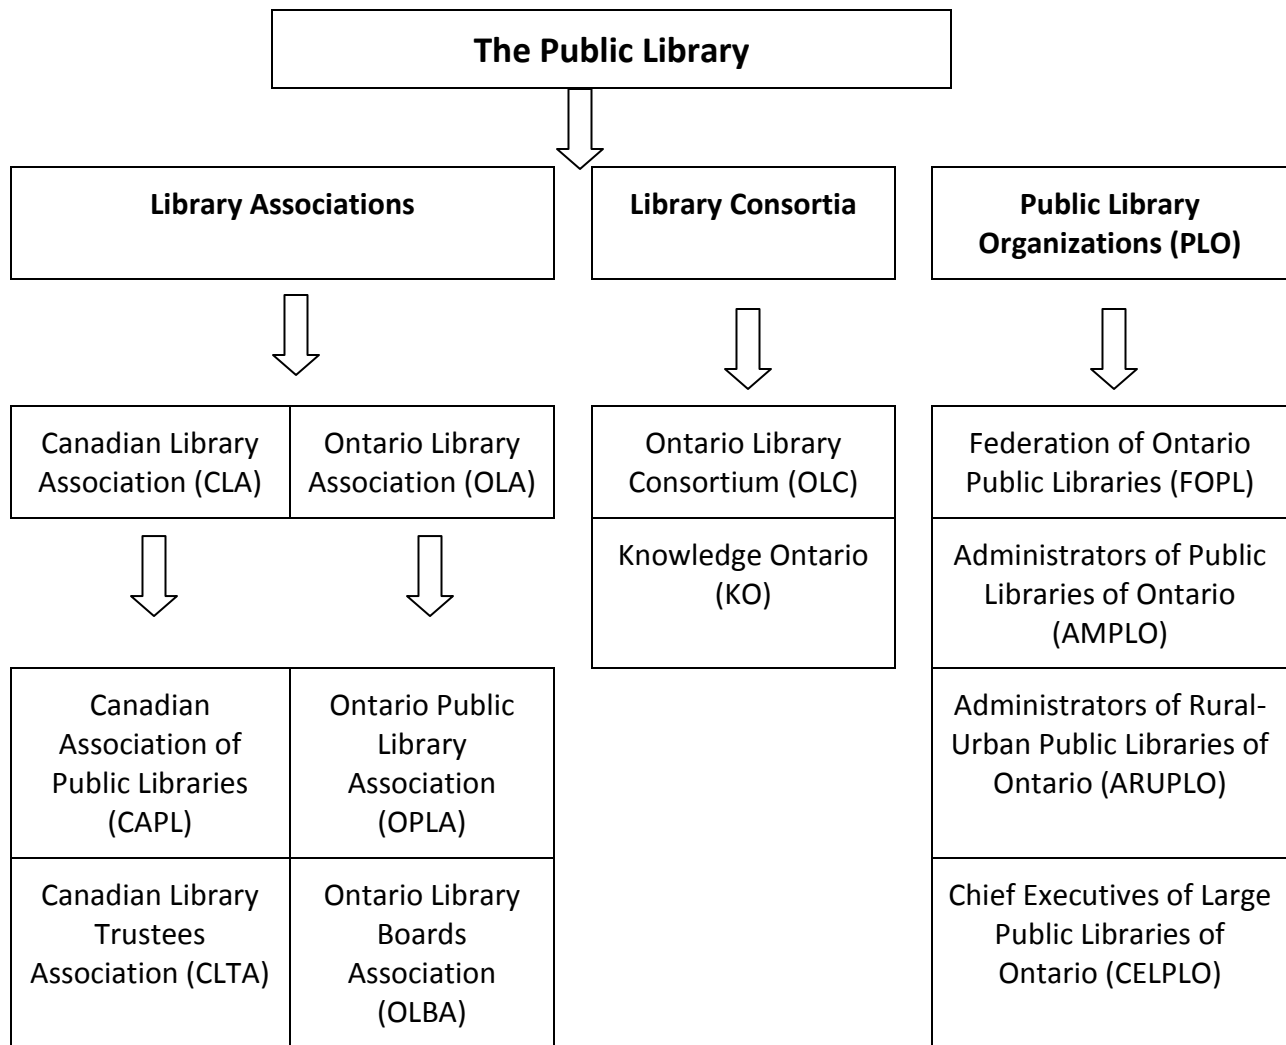 The Public Library
Library Associations
Library Consortia
Public Library
Organizations (PLO)
Canadian Library
Association (CLA)
Ontario Library
Association (OLA)
Ontario Library
Consortium (OLC)
Federation of Ontario
Public Libraries (FOPL)
Knowledge Ontario
(KO)
Administrators of Public
Libraries of Ontario
(AMPLO)
Canadian
Association of
Public Libraries
(CAPL)
Ontario Public
Library
Association
(OPLA)
Administrators of Rural-
Urban Public Libraries of
Ontario (ARUPLO)
Canadian Library
Trustees
Association (CLTA)
Ontario Library
Boards
Association
(OLBA)
Chief Executives of Large
Public Libraries of
Ontario (CELPLO)